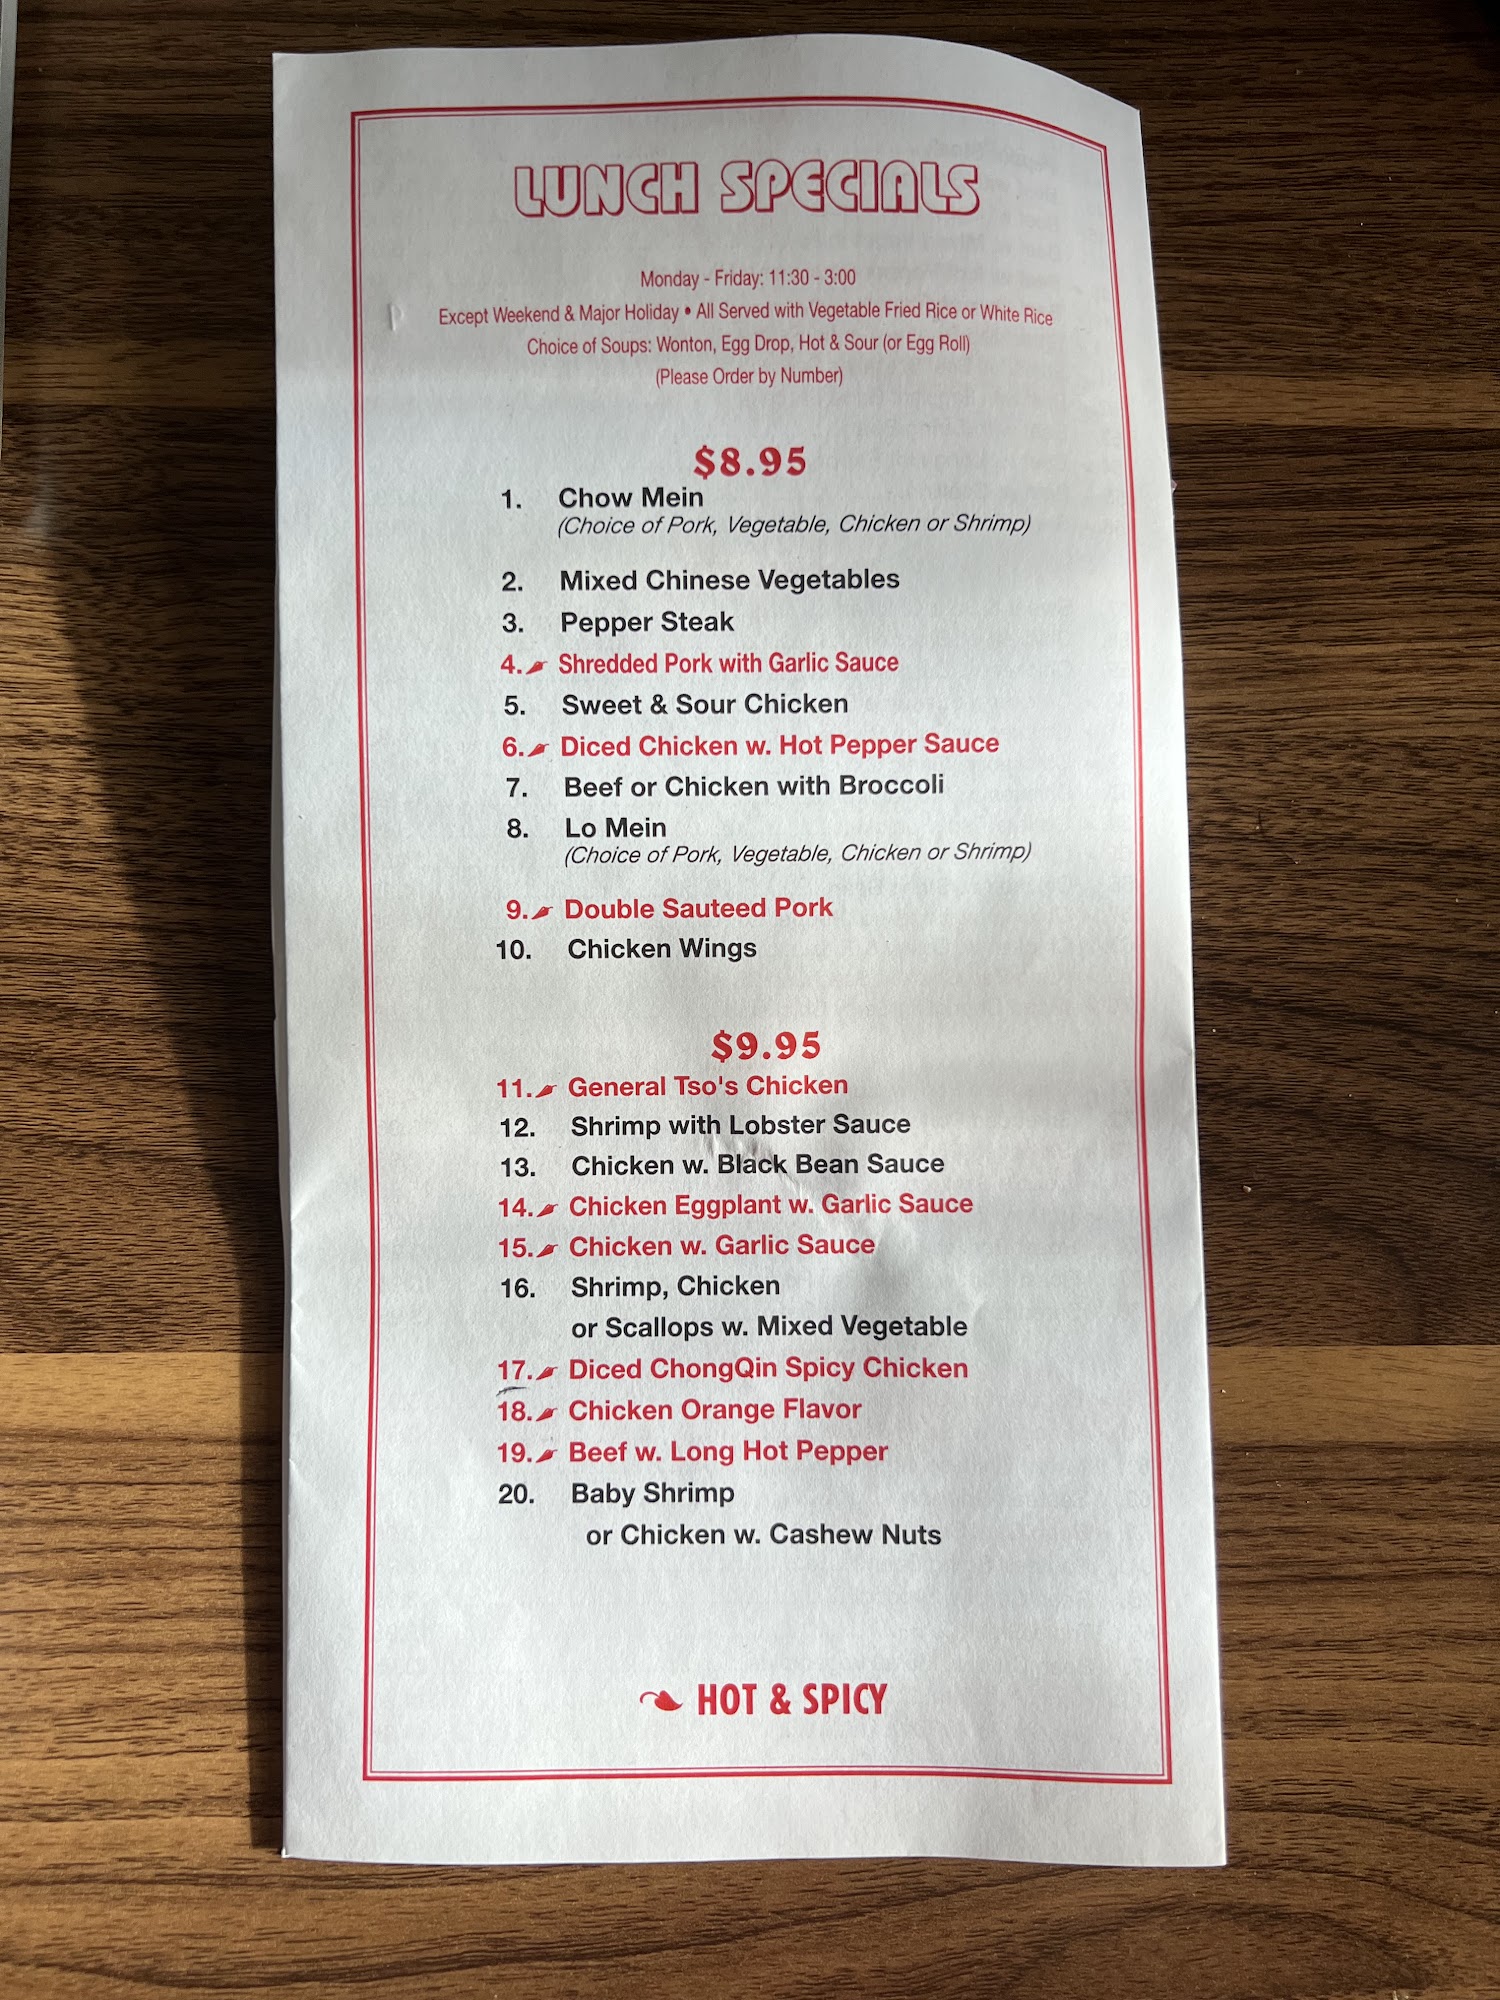 LUNCH SPECIALS
Monday - Friday: 11:30 - 3:00
Except Weekend & Major Holiday • All Served with Vegetable Fried Rice or White Rice
Choice of Soups: Wonton, Egg Drop, Hot & Sour (or Egg Roll)
(Please Order by Number)
$8.95
1. Chow Mein
(Choice of Pork, Vegetable, Chicken or Shrimp)
2. Mixed Chinese Vegetables
3. Pepper Steak
4. Shredded Pork with Garlic Sauce
5. Sweet & Sour Chicken
6. Diced Chicken w. Hot Pepper Sauce
7. Beef or Chicken with Broccoli
8. Lo Mein
(Choice of Pork, Vegetable, Chicken or Shrimp)
9. Double Sauteed Pork
10. Chicken Wings
$9.95
11. General Tso's Chicken
12. Shrimp with Lobster Sauce
13. Chicken w. Black Bean Sauce
14. Chicken Eggplant w. Garlic Sauce
15. Chicken w. Garlic Sauce
16. Shrimp, Chicken
or Scallops w. Mixed Vegetable
17. Diced ChongQin Spicy Chicken
18. Chicken Orange Flavor
19. Beef w. Long Hot Pepper
20. Baby Shrimp
or Chicken w. Cashew Nuts
HOT & SPICY